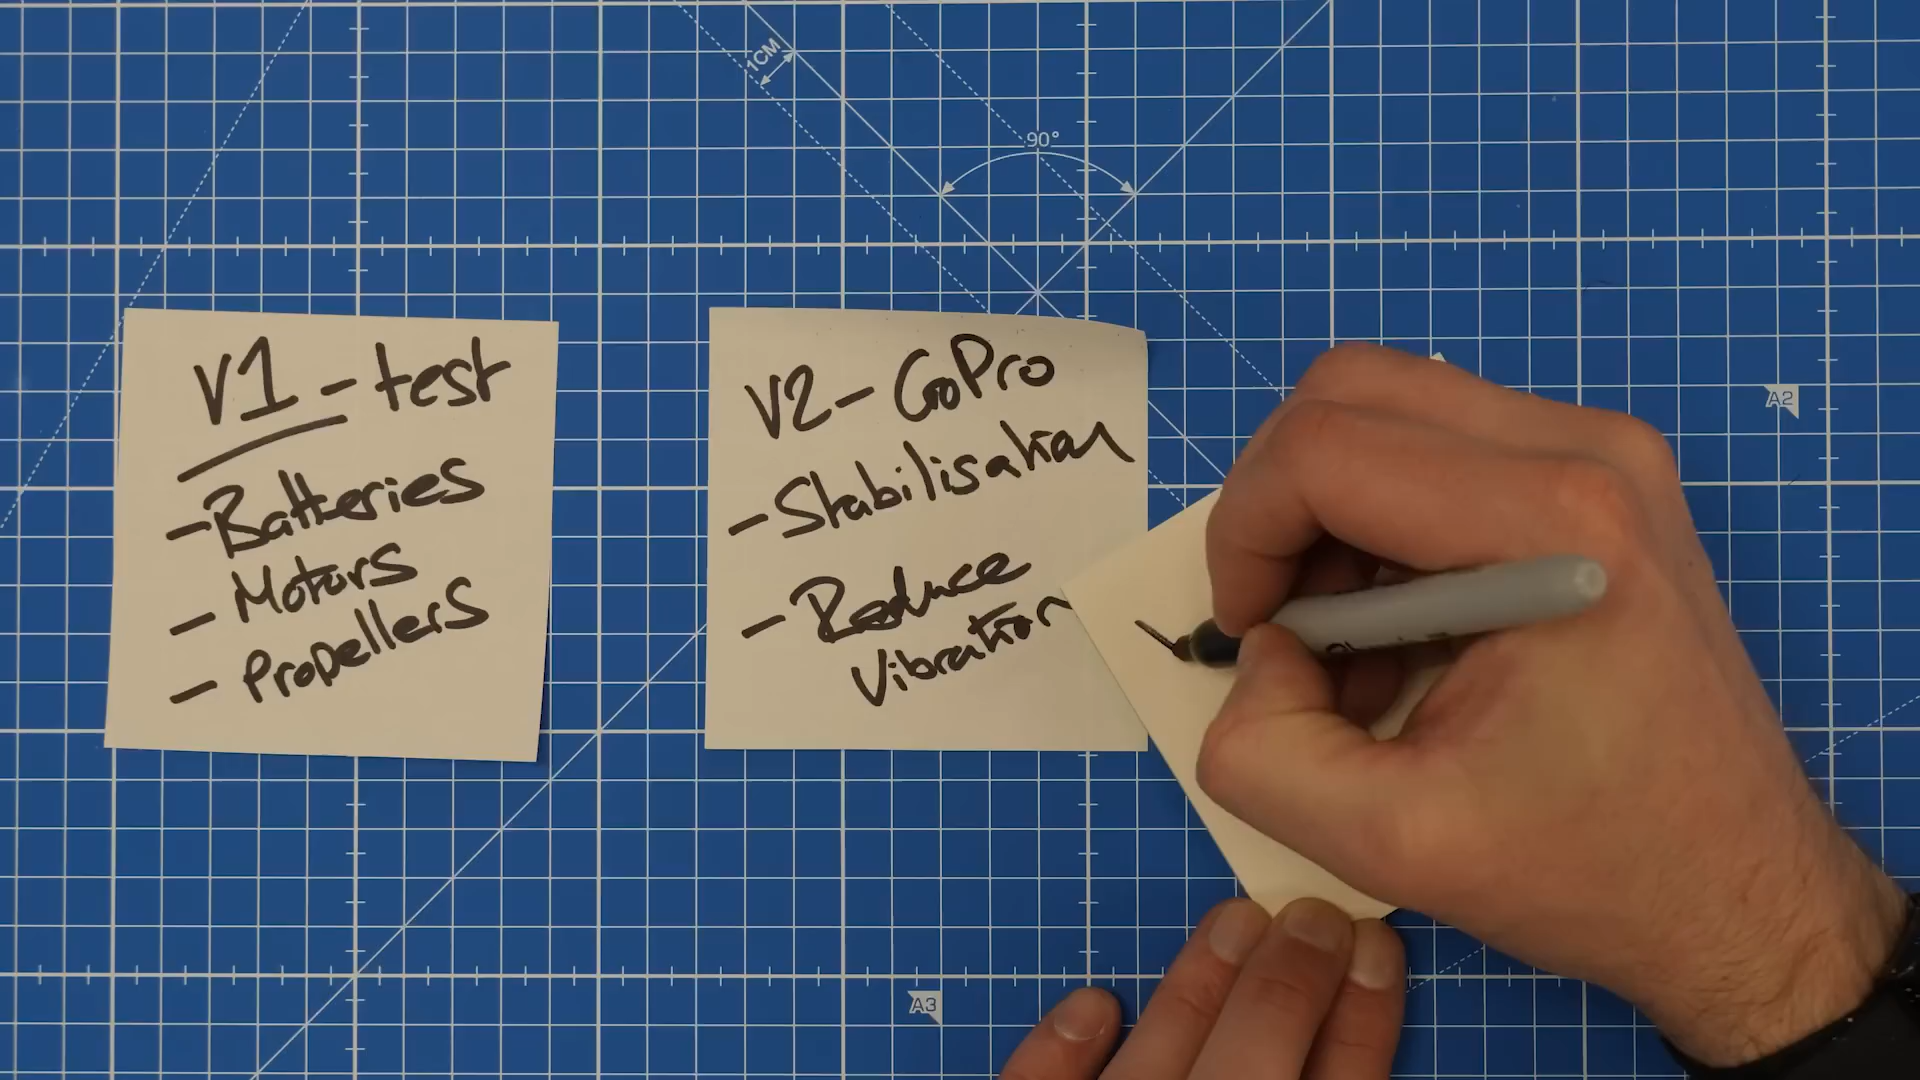 1CM
90°
A2
V1 - test
- Batteries
- Motors
- Propellers
V2 - GoPro
- Stabilisation
- Reduce
Vibration
A3